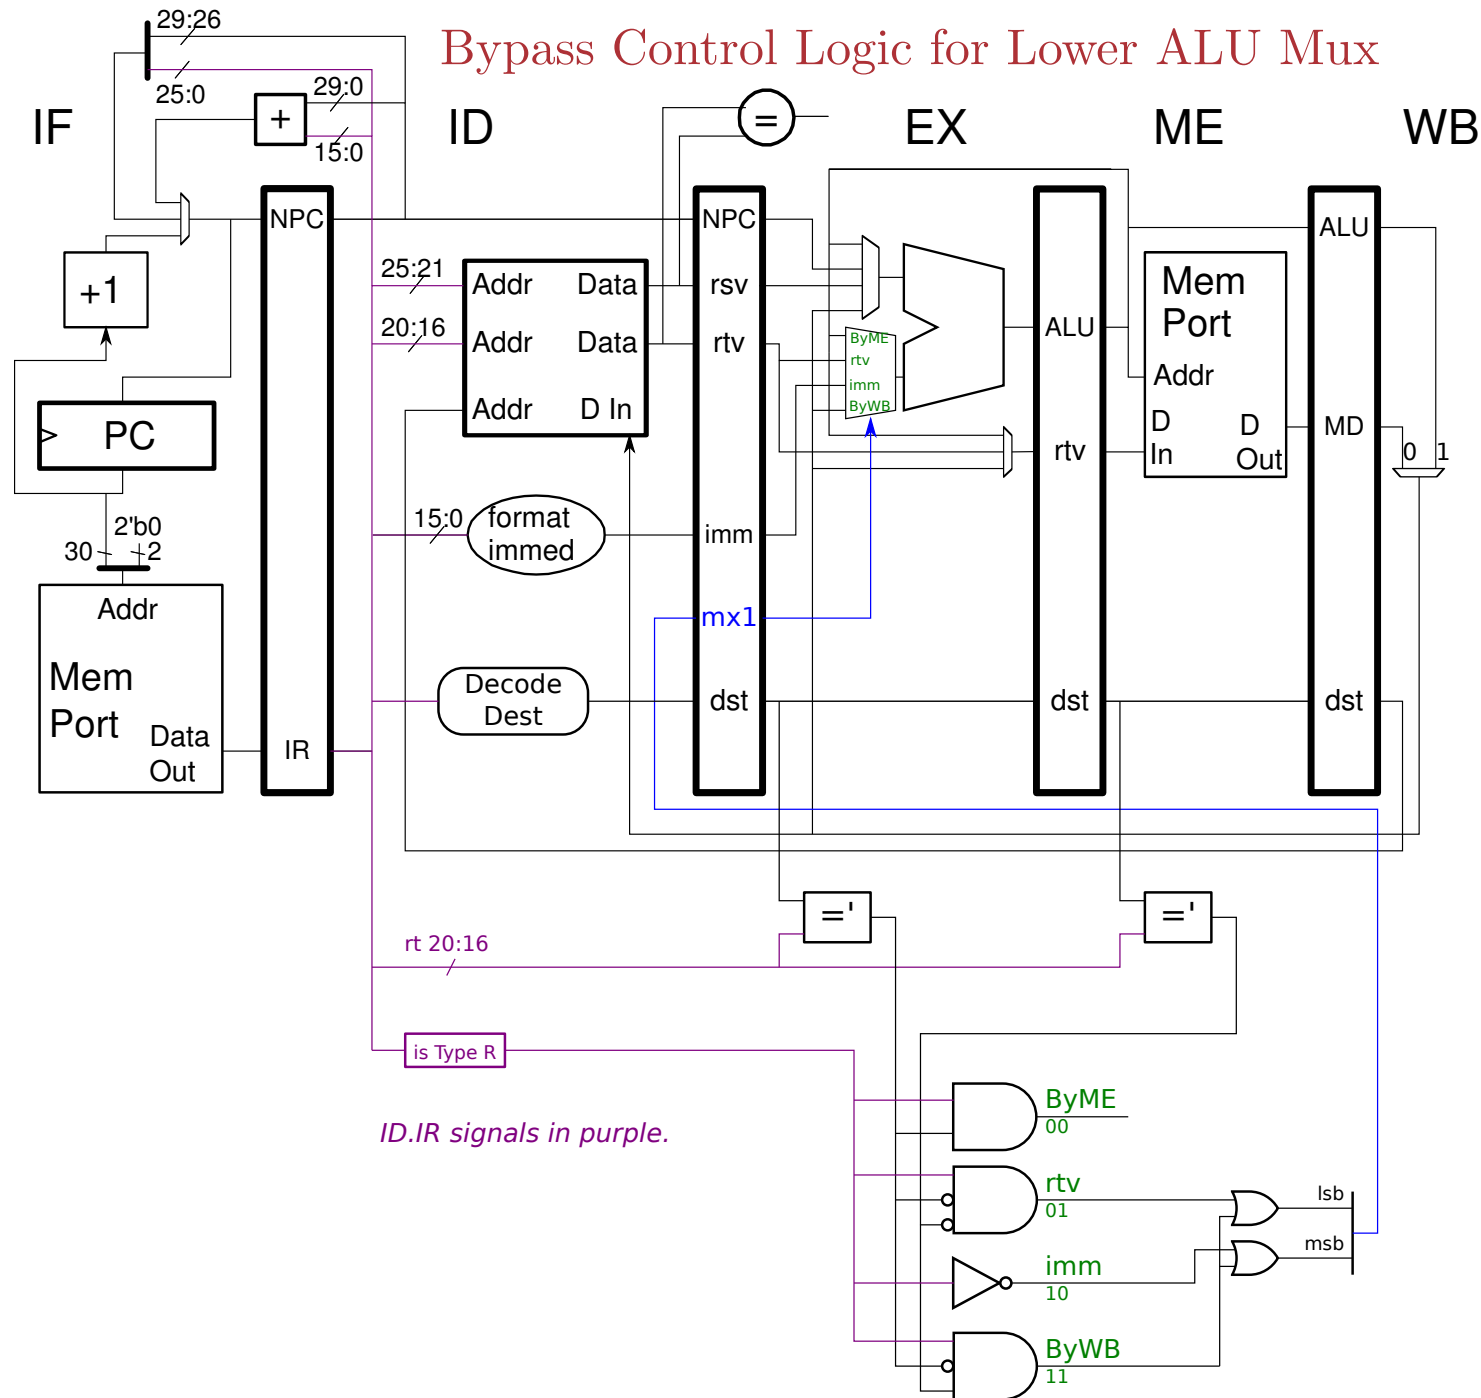 Bypass Control Logic for Lower ALU Mux
IF
ID
EX
ME
WB
29:26
25:0
29:0
+
15:0
=
NPC
+1
PC
2'b0
30
2
Addr
Mem
Port
Data
Out
IR
25:21
20:16
Addr
Data
Addr
Data
Addr
D In
15:0
format
immed
Decode
Dest
NPC
rsv
rtv
imm
mx1
dst
ByME
rtv
imm
ByWB
ALU
rtv
dst
Mem
Port
Addr
D
In
D
Out
ALU
MD
dst
0
1
='
='
rt 20:16
is Type R
ID.IR signals in purple.
ByME
00
rtv
01
imm
10
ByWB
11
lsb
msb